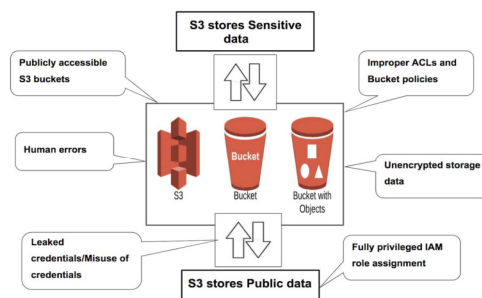 S3 stores Sensitive
data
Publicly accessible
S3 buckets
Improper ACLs and
Bucket policies
Human errors
Bucket
S3
Bucket
Bucket with
Objects
Unencrypted storage
data
Leaked
credentials/Misuse of
credentials
Fully privileged IAM
role assignment
S3 stores Public data